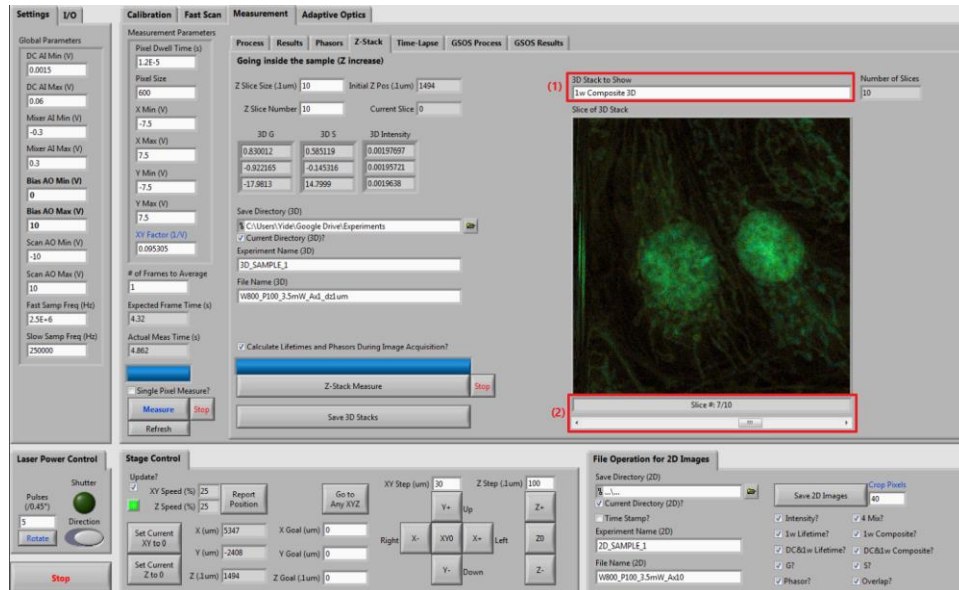 Settings I/O
Global Parameters
DC AI Min (V)
0.0015
DC AI Max (V)
0.06
Mixer AI Min (V)
-0.3
Mixer AI Max (V)
0.3
Bias AO Min (V)
0
Bias AO Max (V)
10
Scan AO Min (V)
-10
Scan AO Max (V)
10
Fast Samp Freq (Hz)
2.5E+6
Slow Samp Freq (Hz)
250000
Calibration Fast Scan Measurement Adaptive Optics
Measurement Parameters
Pixel Dwell Time (s)
1.2E-5
Pixel Size
600
X Min (V)
-7.5
X Max (V)
7.5
Y Min (V)
-7.5
Y Max (V)
7.5
XY Factor (1/V)
0.095305
# of Frames to Average
1
Expected Frame Time (s)
4.32
Actual Meas Time (s)
4.862
Single Pixel Measure?
Measure Stop
Refresh
Process Results Phasors Z-Stack Time-Lapse GSOS Process GSOS Results
Going inside the sample (Z increase)
Z Slice Size (.1um) 10 Initial Z Pos (.1um) 1494
Z Slice Number 10 Current Slice 0
3D G 3D S 3D Intensity
0.830012 0.585119 0.00197697
-0.922165 -0.145316 0.00195721
-17.9813 14.7999 0.0019638
Save Directory (3D)
C:\Users\Yide\Google Drive\Experiments
Current Directory (3D)?
Experiment Name (3D)
3D_SAMPLE_1
File Name (3D)
W800_P100_3.5mW_Ax1_dz1um
Calculate Lifetimes and Phasors During Image Acquisition?
Z-Stack Measure Stop
Save 3D Stacks
(1) 3D Stack to Show
1w Composite 3D
Number of Slices
10
Slice of 3D Stack
Slice #: 7/10
(2)
Laser Power Control
Shutter
Pulses
(/0.45°)
5 Direction
Rotate
Stop
Stage Control
Update?
XY Speed (%) 25
Z Speed (%) 25
Report
Position
Go to
Any XYZ
Set Current
XY to 0
X (um) 5347 X Goal (um) 0
Y (um) -2408 Y Goal (um) 0
Set Current
Z to 0
Z (.1um) 1494 Z Goal (.1um) 0
XY Step (um) 30 Z Step (.1um) 100
Y+ Up Z+
Right X- XY0 X+ Left Z0
Y- Down Z-
File Operation for 2D Images
Save Directory (2D)
..\..
Current Directory (2D)?
Time Stamp?
Experiment Name (2D)
2D_SAMPLE_1
File Name (2D)
W800_P100_3.5mW_Ax10
Save 2D Images
Crop Pixels
40
Intensity? 4 Mix?
1w Lifetime? 1w Composite?
DC&1w Lifetime? DC&1w Composite?
G? S?
Phasor? Overlap?